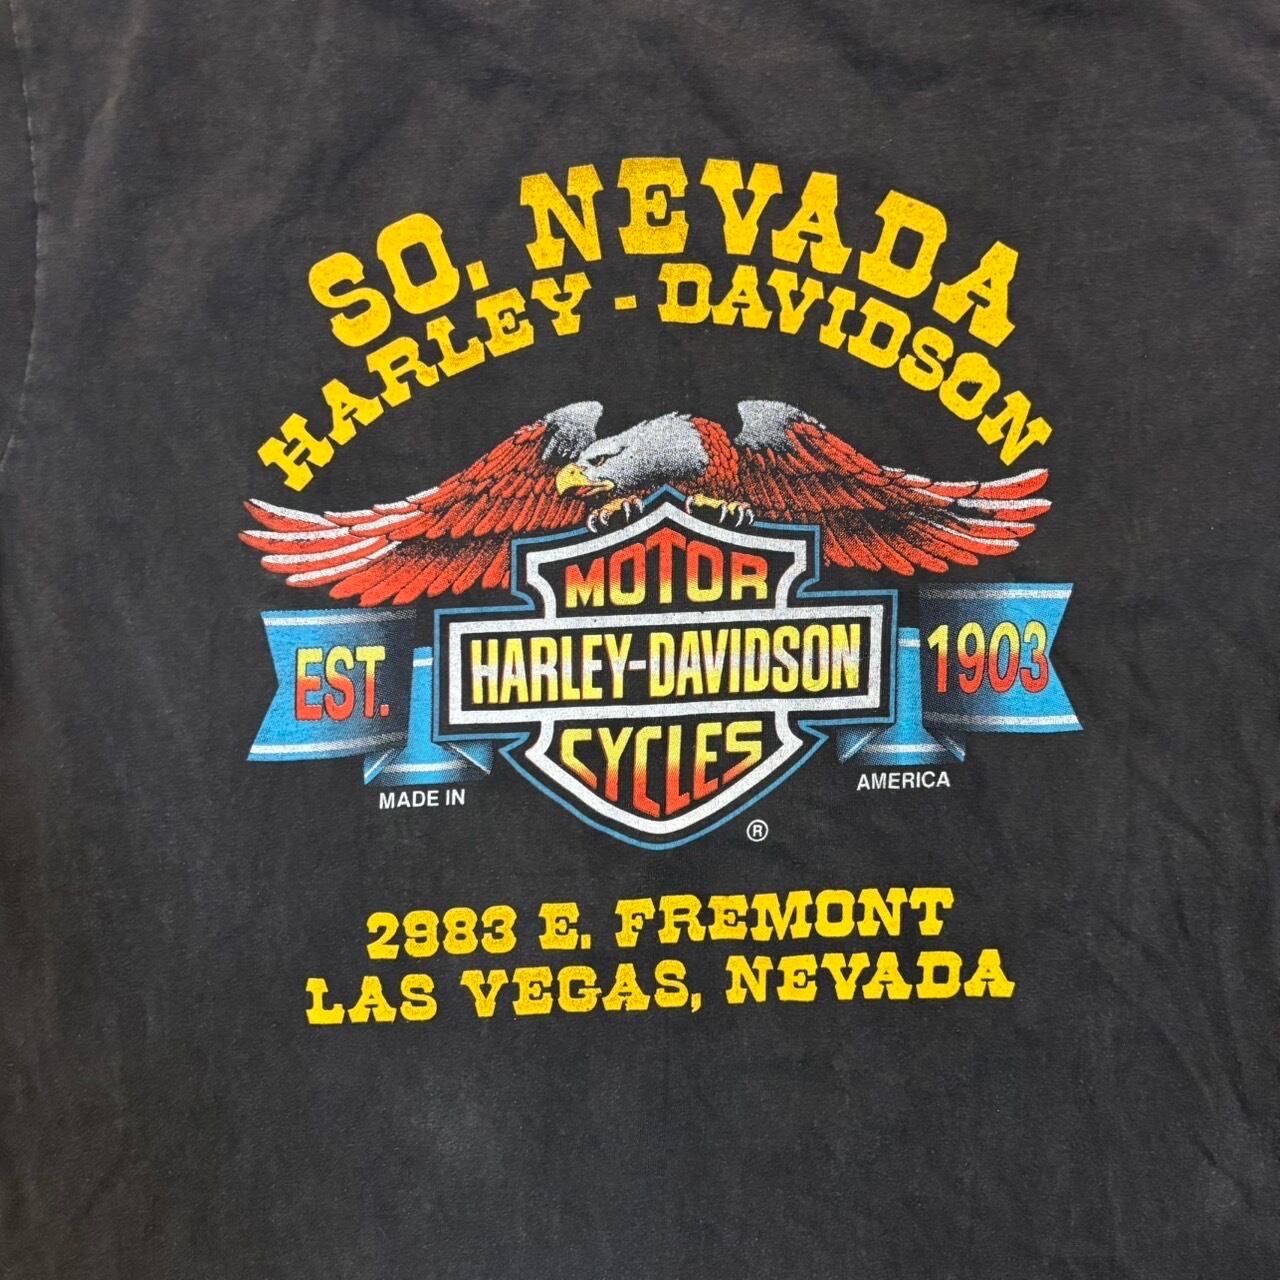 SO. NEVADA
HARLEY-DAVIDSON
MOTOR
HARLEY-DAVIDSON
CYCLES
EST. 1903
MADE IN AMERICA
®
2983 E. FREMONT
LAS VEGAS, NEVADA